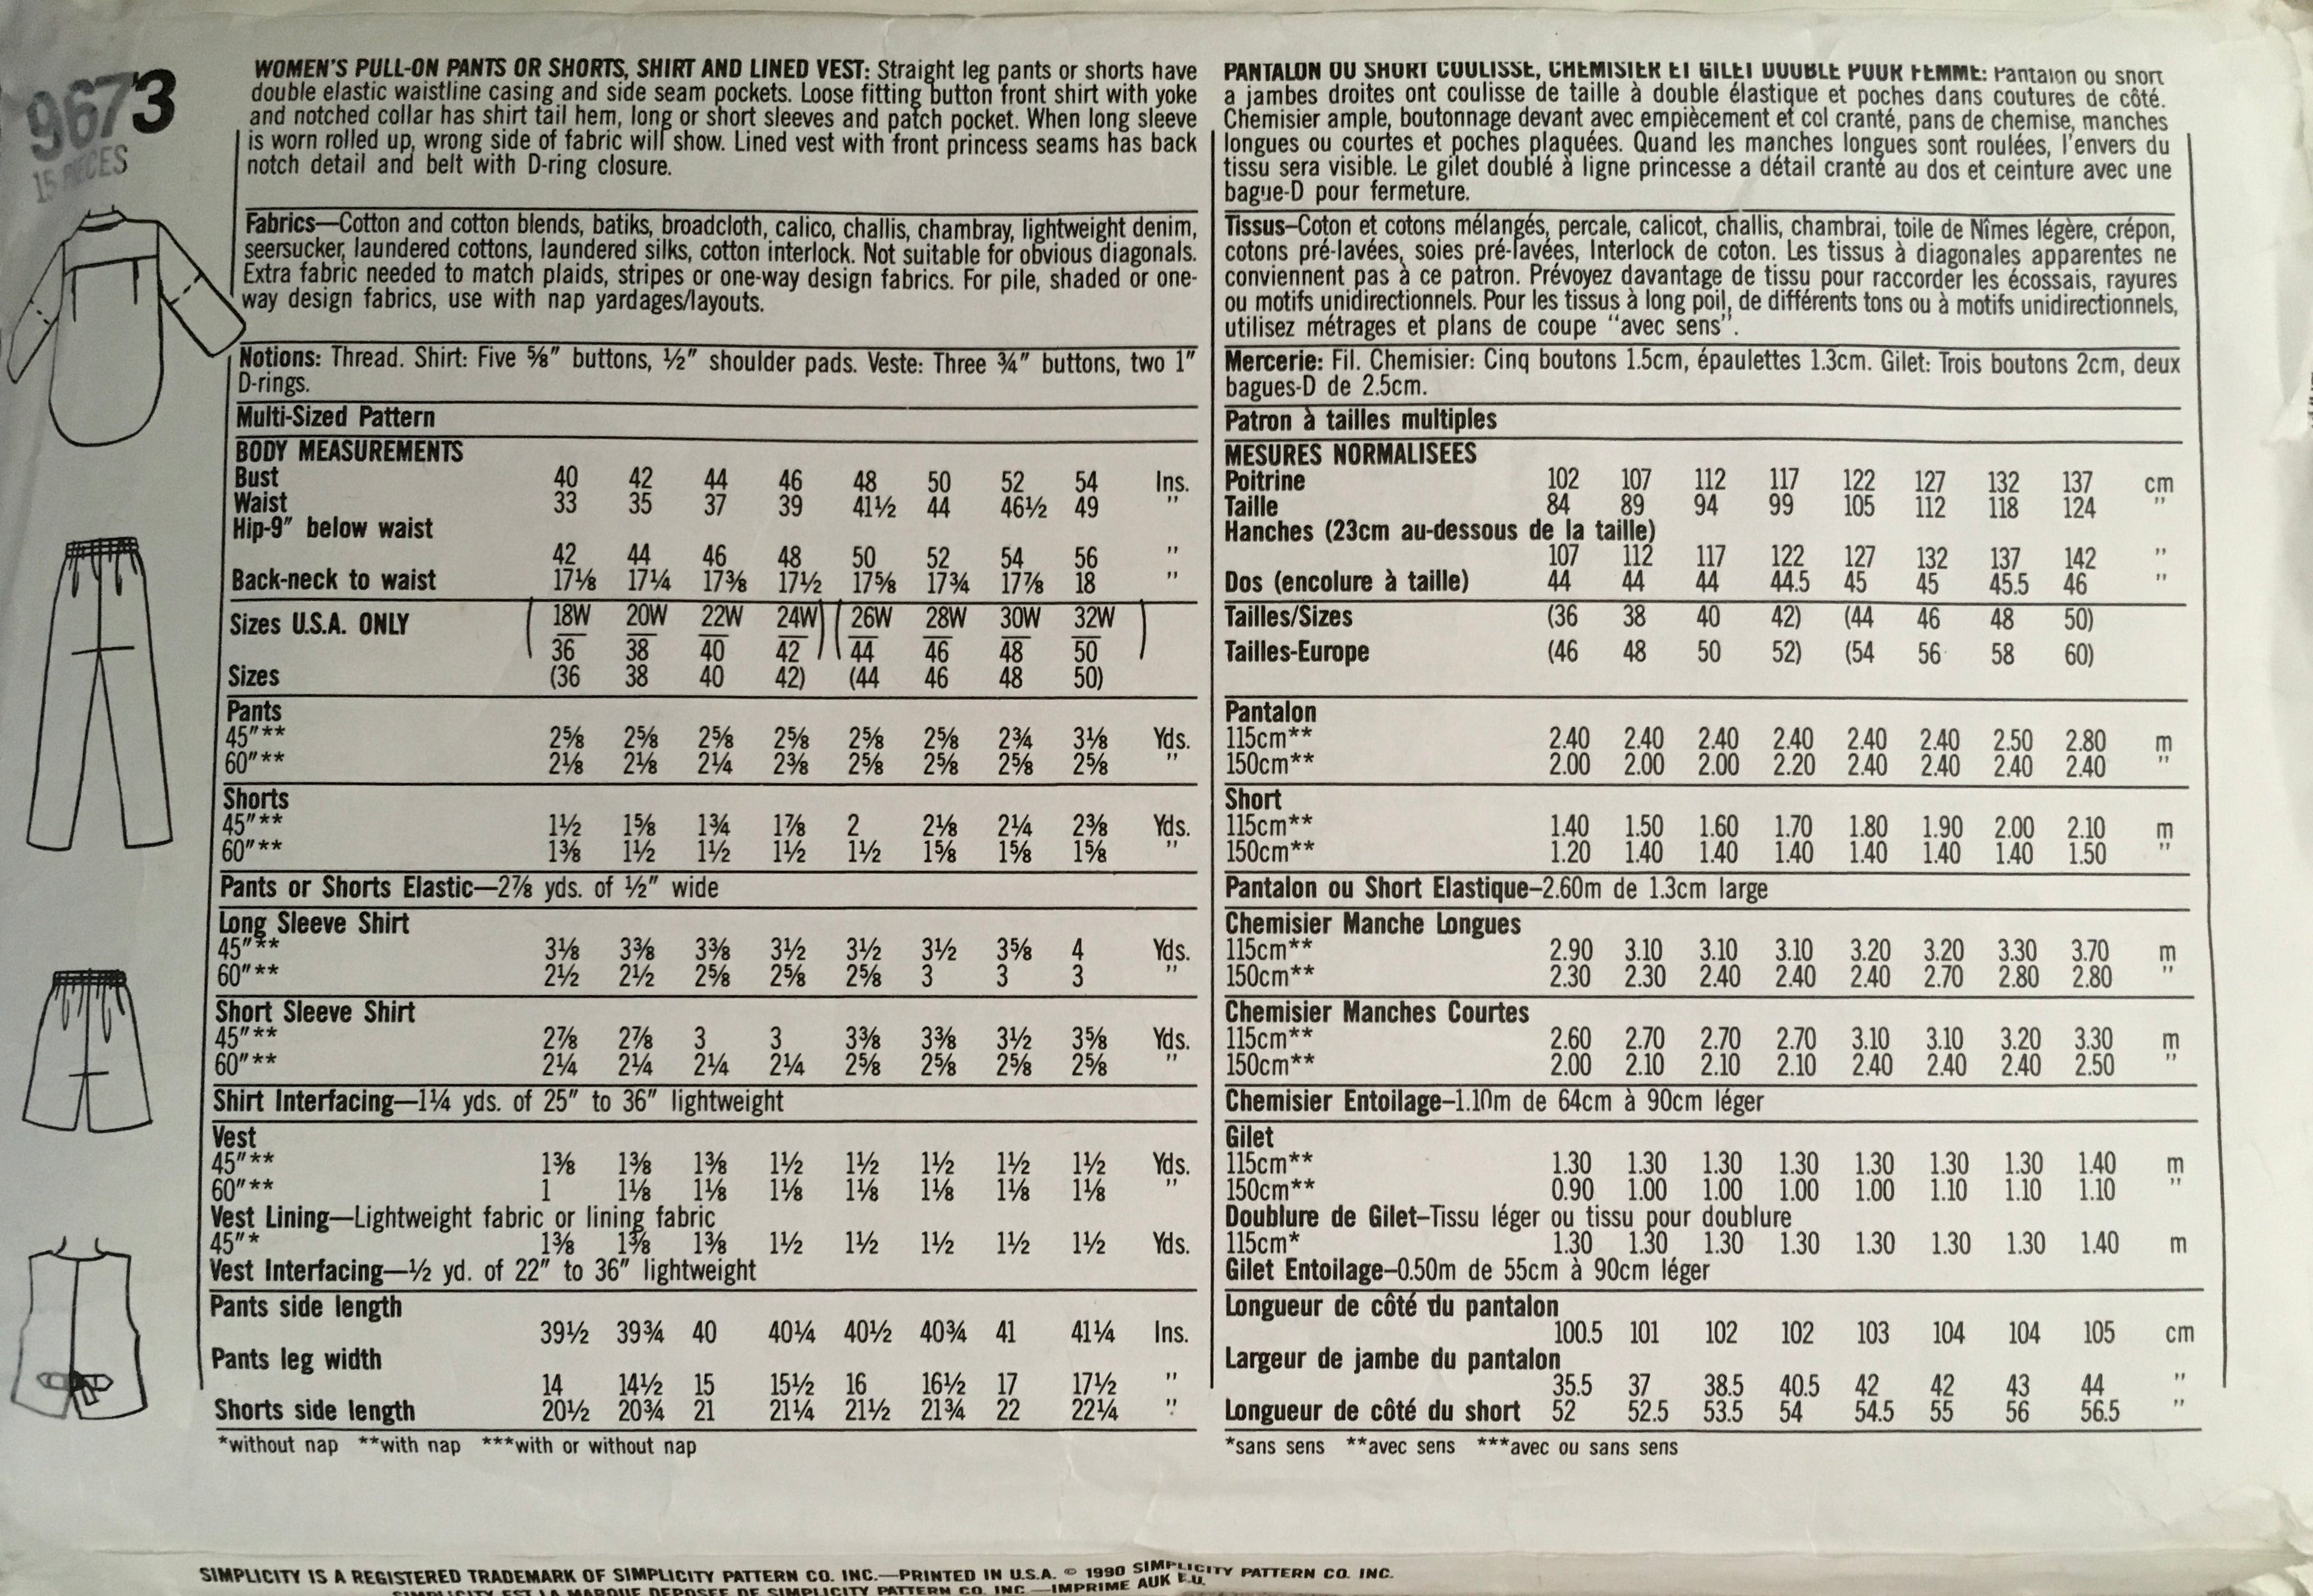 9673
15 PIECES
WOMEN'S PULL-ON PANTS OR SHORTS, SHIRT AND LINED VEST: Straight leg pants or shorts have
double elastic waistline casing and side seam pockets. Loose fitting button front shirt with yoke
and notched collar has shirt tail hem, long or short sleeves and patch pocket. When long sleeve
is worn rolled up, wrong side of fabric will show. Lined vest with front princess seams has back
notch detail and belt with D-ring closure.
Fabrics—Cotton and cotton blends, batiks, broadcloth, calico, challis, chambray, lightweight denim,
seersucker, laundered cottons, laundered silks, cotton interlock. Not suitable for obvious diagonals.
Extra fabric needed to match plaids, stripes or one-way design fabrics. For pile, shaded or one-
way design fabrics, use with nap yardages/layouts.
Notions: Thread. Shirt: Five ⅝″ buttons, ½″ shoulder pads. Veste: Three ¾″ buttons, two 1″
D-rings.
Multi-Sized Pattern
BODY MEASUREMENTS
Bust 40 42 44 46 48 50 52 54 Ins.
Waist 33 35 37 39 41½ 44 46½ 49 ″
Hip-9″ below waist
42 44 46 48 50 52 54 56 ″
Back-neck to waist 17⅛ 17¼ 17⅜ 17½ 17⅝ 17¾ 17⅞ 18 ″
Sizes U.S.A. ONLY (18W 20W 22W 24W) (26W 28W 30W 32W)
36 38 40 42 44 46 48 50
Sizes (36 38 40 42) (44 46 48 50)
Pants
45″** 2⅝ 2⅝ 2⅝ 2⅝ 2⅝ 2⅝ 2¾ 3⅛ Yds.
60″** 2⅛ 2⅛ 2¼ 2⅜ 2⅝ 2⅝ 2⅝ 2⅝ ″
Shorts
45″** 1½ 1⅝ 1¾ 1⅞ 2 2⅛ 2¼ 2⅜ Yds.
60″** 1⅜ 1½ 1½ 1½ 1½ 1⅝ 1⅝ 1⅝ ″
Pants or Shorts Elastic—2⅞ yds. of ½″ wide
Long Sleeve Shirt
45″** 3⅛ 3⅜ 3⅜ 3½ 3½ 3½ 3⅝ 4 Yds.
60″** 2½ 2½ 2⅝ 2⅝ 2⅝ 3 3 3 ″
Short Sleeve Shirt
45″** 2⅞ 2⅞ 3 3 3⅜ 3⅜ 3½ 3⅝ Yds.
60″** 2¼ 2¼ 2¼ 2¼ 2⅝ 2⅝ 2⅝ 2⅝ ″
Shirt Interfacing—1¼ yds. of 25″ to 36″ lightweight
Vest
45″** 1⅜ 1⅜ 1⅜ 1½ 1½ 1½ 1½ 1½ Yds.
60″** 1 1⅛ 1⅛ 1⅛ 1⅛ 1⅛ 1⅛ 1⅛ ″
Vest Lining—Lightweight fabric or lining fabric
45″* 1⅜ 1⅜ 1⅜ 1½ 1½ 1½ 1½ 1½ Yds.
Vest Interfacing—½ yd. of 22″ to 36″ lightweight
Pants side length
39½ 39¾ 40 40¼ 40½ 40¾ 41 41¼ Ins.
Pants leg width
14 14½ 15 15½ 16 16½ 17 17½ ″
Shorts side length 20½ 20¾ 21 21¼ 21½ 21¾ 22 22¼ ″
*without nap **with nap ***with or without nap
PANTALON OU SHORT COULISSE, CHEMISIER ET GILET DOUBLE POUR FEMME: Pantalon ou short
a jambes droites ont coulisse de taille à double élastique et poches dans coutures de côté.
Chemisier ample, boutonnage devant avec empiècement et col cranté, pans de chemise, manches
longues ou courtes et poches plaquées. Quand les manches longues sont roulées, l'envers du
tissu sera visible. Le gilet doublé à ligne princesse a détail cranté au dos et ceinture avec une
bague-D pour fermeture.
Tissus—Coton et cotons mélangés, percale, calicot, challis, chambrai, toile de Nîmes légère, crépon,
cotons pré-lavées, soies pré-lavées, Interlock de coton. Les tissus à diagonales apparentes ne
conviennent pas à ce patron. Prévoyez davantage de tissu pour raccorder les écossais, rayures
ou motifs unidirectionnels. Pour les tissus à long poil, de différents tons ou à motifs unidirectionnels,
utilisez métrages et plans de coupe “avec sens”.
Mercerie: Fil. Chemisier: Cinq boutons 1.5cm, épaulettes 1.3cm. Gilet: Trois boutons 2cm, deux
bagues-D de 2.5cm.
Patron à tailles multiples
MESURES NORMALISEES
Poitrine 102 107 112 117 122 127 132 137 cm
Taille 84 89 94 99 105 112 118 124 ″
Hanches (23cm au-dessous de la taille)
107 112 117 122 127 132 137 142 ″
Dos (encolure à taille) 44 44 44 44.5 45 45 45.5 46 ″
Tailles/Sizes (36 38 40 42) (44 46 48 50)
Tailles-Europe (46 48 50 52) (54 56 58 60)
Pantalon
115cm** 2.40 2.40 2.40 2.40 2.40 2.40 2.50 2.80 m
150cm** 2.00 2.00 2.00 2.20 2.40 2.40 2.40 2.40 ″
Short
115cm** 1.40 1.50 1.60 1.70 1.80 1.90 2.00 2.10 m
150cm** 1.20 1.40 1.40 1.40 1.40 1.40 1.40 1.50 ″
Pantalon ou Short Elastique—2.60m de 1.3cm large
Chemisier Manche Longues
115cm** 2.90 3.10 3.10 3.10 3.20 3.20 3.30 3.70 m
150cm** 2.30 2.30 2.40 2.40 2.40 2.70 2.80 2.80 ″
Chemisier Manches Courtes
115cm** 2.60 2.70 2.70 2.70 3.10 3.10 3.20 3.30 m
150cm** 2.00 2.10 2.10 2.10 2.40 2.40 2.40 2.50 ″
Chemisier Entoilage—1.10m de 64cm à 90cm léger
Gilet
115cm** 1.30 1.30 1.30 1.30 1.30 1.30 1.30 1.40 m
150cm** 0.90 1.00 1.00 1.00 1.00 1.10 1.10 1.10 ″
Doublure de Gilet—Tissu léger ou tissu pour doublure
115cm* 1.30 1.30 1.30 1.30 1.30 1.30 1.30 1.40 m
Gilet Entoilage—0.50m de 55cm à 90cm léger
Longueur de côté du pantalon
100.5 101 102 102 103 104 104 105 cm
Largeur de jambe du pantalon
35.5 37 38.5 40.5 42 42 43 44 ″
Longueur de côté du short 52 52.5 53.5 54 54.5 55 56 56.5 ″
*sans sens **avec sens ***avec ou sans sens
SIMPLICITY IS A REGISTERED TRADEMARK OF SIMPLICITY PATTERN CO. INC.—PRINTED IN U.S.A. © 1990 SIMPLICITY PATTERN CO. INC.
SIMPLICITY EST LA MARQUE DEPOSEE DE SIMPLICITY PATTERN CO. INC.—IMPRIME AUX E.U.